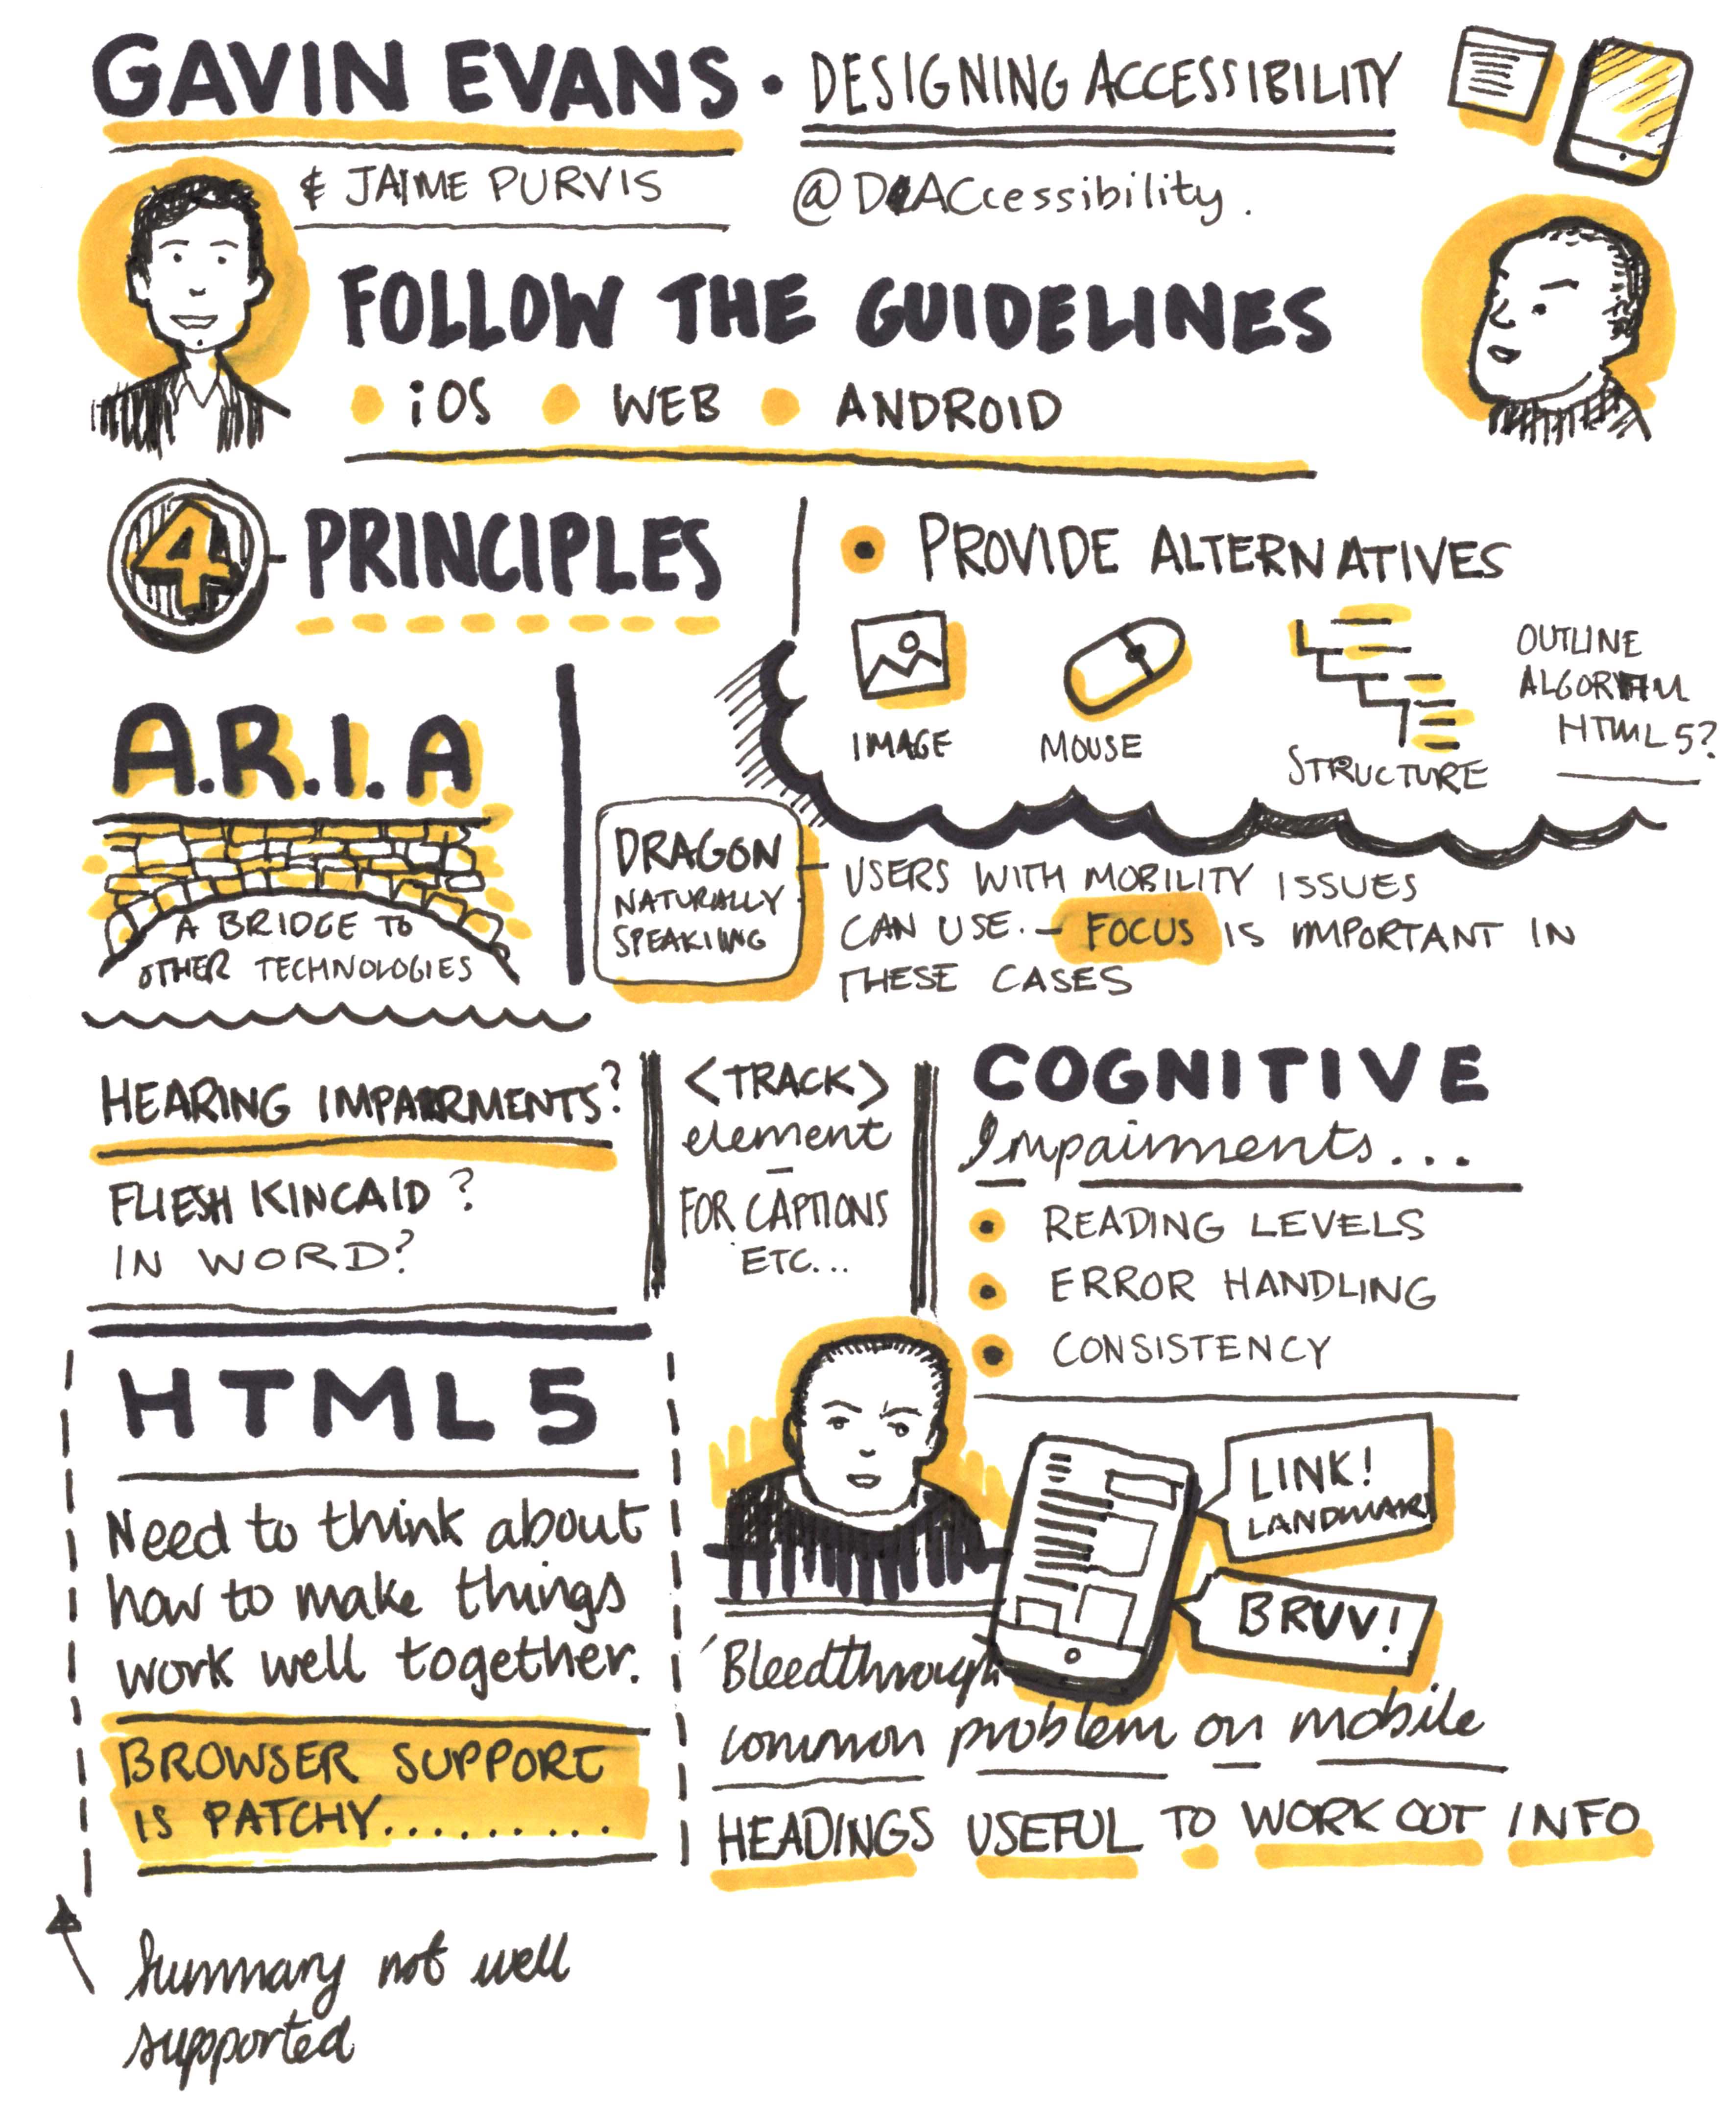 GAVIN EVANS • DESIGNING ACCESSIBILITY
& JAIME PURVIS
@DACcessibility.
FOLLOW THE GUIDELINES
• iOS • WEB • ANDROID
4 PRINCIPLES
• PROVIDE ALTERNATIVES
IMAGE
MOUSE
STRUCTURE
OUTLINE
ALGORITHM
HTML5?
A.R.I.A
A BRIDGE TO
OTHER TECHNOLOGIES
DRAGON
NATURALLY
SPEAKING
USERS WITH MOBILITY ISSUES
CAN USE. – FOCUS IS IMPORTANT IN
THESE CASES
HEARING IMPAIRMENTS?
FLIESH KINCAID?
IN WORD?
<TRACK>
element
–
FOR CAPTIONS
ETC...
COGNITIVE
Impairments...
• READING LEVELS
• ERROR HANDLING
• CONSISTENCY
HTML5
Need to think about
how to make things
work well together.
BROWSER SUPPORT
IS PATCHY..........
Summary not well
supported
LINK!
LANDMARK
BRUV!
'Bleedthrough
common problem on mobile
HEADINGS USEFUL TO WORK OUT INFO